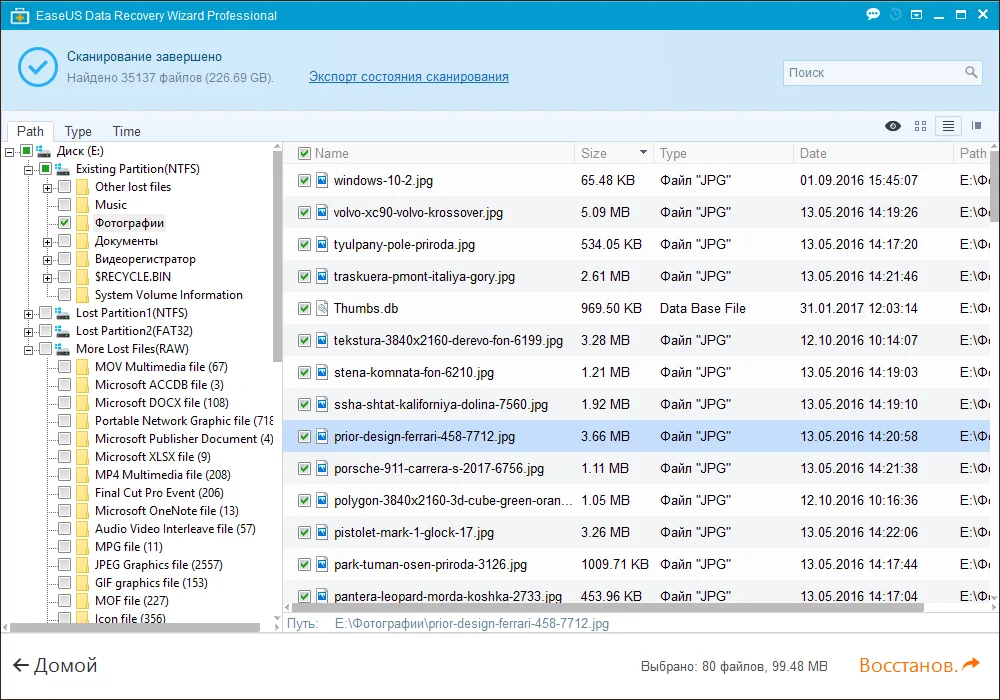 EaseUS Data Recovery Wizard Professional
Сканирование завершено
Найдено 35137 файлов (226.69 GB).
Экспорт состояния сканирования
Поиск
Path Type Time
Диск (E:)
Existing Partition(NTFS)
Other lost files
Music
Фотографии
Документы
Видеорегистратор
$RECYCLE.BIN
System Volume Information
Lost Partition1(NTFS)
Lost Partition2(FAT32)
More Lost Files(RAW)
MOV Multimedia file (67)
Microsoft ACCDB file (3)
Microsoft DOCX file (108)
Portable Network Graphic file (718
Microsoft Publisher Document (4)
Microsoft XLSX file (9)
MP4 Multimedia file (208)
Final Cut Pro Event (206)
Microsoft OneNote file (13)
Audio Video Interleave file (57)
MPG file (11)
JPEG Graphics file (2557)
GIF graphics file (153)
MOF file (227)
Icon file (356)
Name Size Type Date Path
windows-10-2.jpg 65.48 KB Файл "JPG" 01.09.2016 15:45:07 E:\Фо
volvo-xc90-volvo-krossover.jpg 5.09 MB Файл "JPG" 13.05.2016 14:19:26 E:\Фо
tyulpany-pole-priroda.jpg 534.05 KB Файл "JPG" 13.05.2016 14:17:20 E:\Фо
traskuera-pmont-italiya-gory.jpg 2.61 MB Файл "JPG" 13.05.2016 14:21:46 E:\Фо
Thumbs.db 969.50 KB Data Base File 31.01.2017 12:03:14 E:\Фо
tekstura-3840x2160-derevo-fon-6199.jpg 3.28 MB Файл "JPG" 12.10.2016 10:14:07 E:\Фо
stena-komnata-fon-6210.jpg 1.21 MB Файл "JPG" 13.05.2016 14:19:03 E:\Фо
ssha-shtat-kaliforniya-dolina-7560.jpg 1.92 MB Файл "JPG" 13.05.2016 14:19:10 E:\Фо
prior-design-ferrari-458-7712.jpg 3.66 MB Файл "JPG" 13.05.2016 14:20:58 E:\Фо
porsche-911-carrera-s-2017-6756.jpg 1.11 MB Файл "JPG" 13.05.2016 14:21:38 E:\Фо
polygon-3840x2160-3d-cube-green-oran... 1.05 MB Файл "JPG" 12.10.2016 10:16:36 E:\Фо
pistolet-mark-1-glock-17.jpg 3.26 MB Файл "JPG" 13.05.2016 14:22:06 E:\Фо
park-tuman-osen-priroda-3126.jpg 1009.71 KB Файл "JPG" 13.05.2016 14:17:44 E:\Фо
pantera-leopard-morda-koshka-2733.jpg 453.96 KB Файл "JPG" 13.05.2016 14:17:04 E:\Фо
Путь: E:\Фотографии\prior-design-ferrari-458-7712.jpg
Домой
Выбрано: 80 файлов, 99.48 MB
Восстанов.